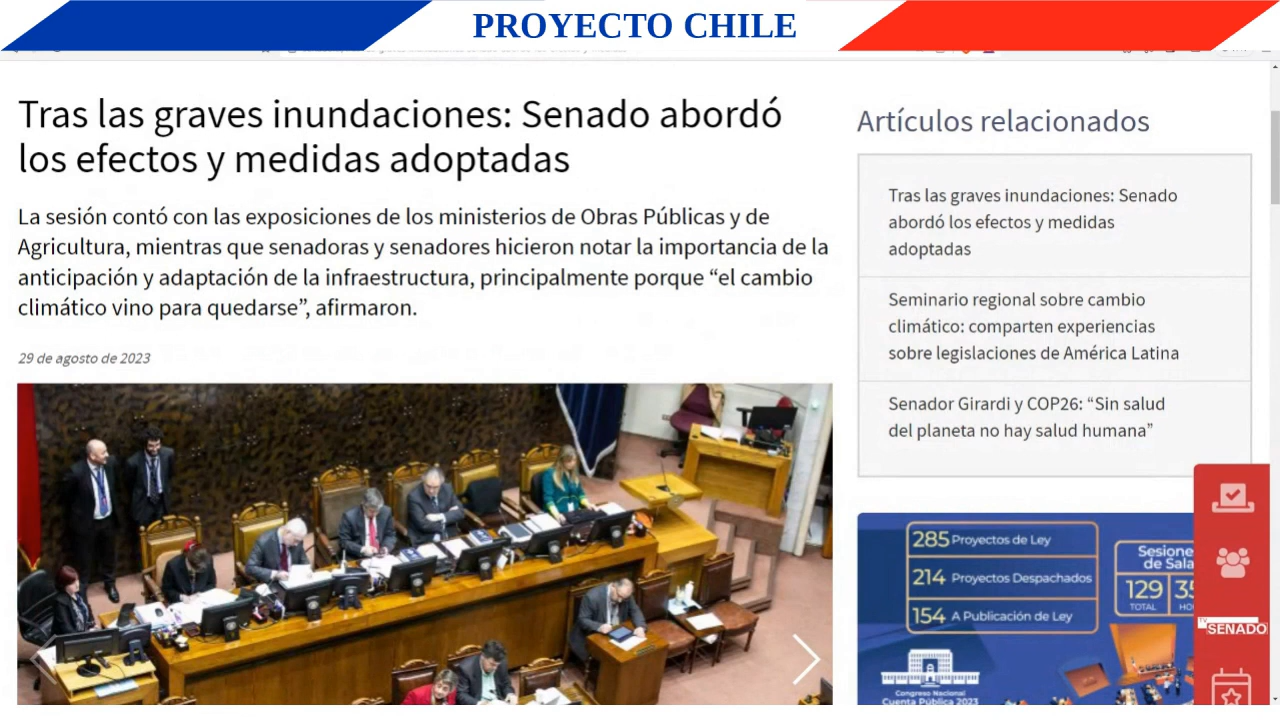 PROYECTO CHILE
Tras las graves inundaciones: Senado abordó
los efectos y medidas adoptadas
La sesión contó con las exposiciones de los ministerios de Obras Públicas y de
Agricultura, mientras que senadoras y senadores hicieron notar la importancia de la
anticipación y adaptación de la infraestructura, principalmente porque “el cambio
climático vino para quedarse”, afirmaron.
29 de agosto de 2023
Artículos relacionados
Tras las graves inundaciones: Senado
abordó los efectos y medidas
adoptadas
Seminario regional sobre cambio
climático: comparten experiencias
sobre legislaciones de América Latina
Senador Girardi y COP26: “Sin salud
del planeta no hay salud humana”
285 Proyectos de Ley
214 Proyectos Despachados
154 A Publicación de Ley
Sesione
de Sala
129
TOTAL
35
HO
Congreso Nacional
Cuenta Pública 2023
TV
SENADO